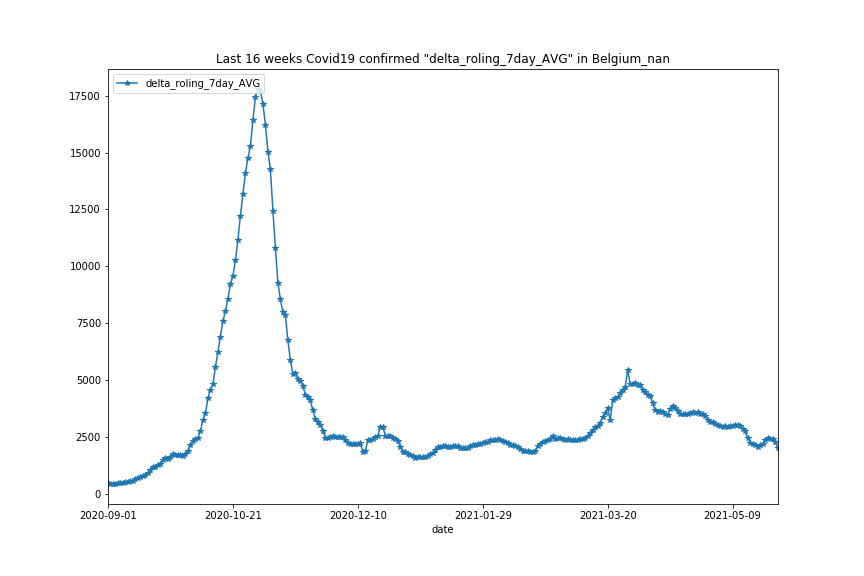 Last 16 weeks Covid19 confirmed "delta_roling_7day_AVG" in Belgium_nan
delta_roling_7day_AVG
17500
15000
12500
10000
7500
5000
2500
0
2020-09-01 2020-10-21 2020-12-10 2021-01-29 2021-03-20 2021-05-09
date